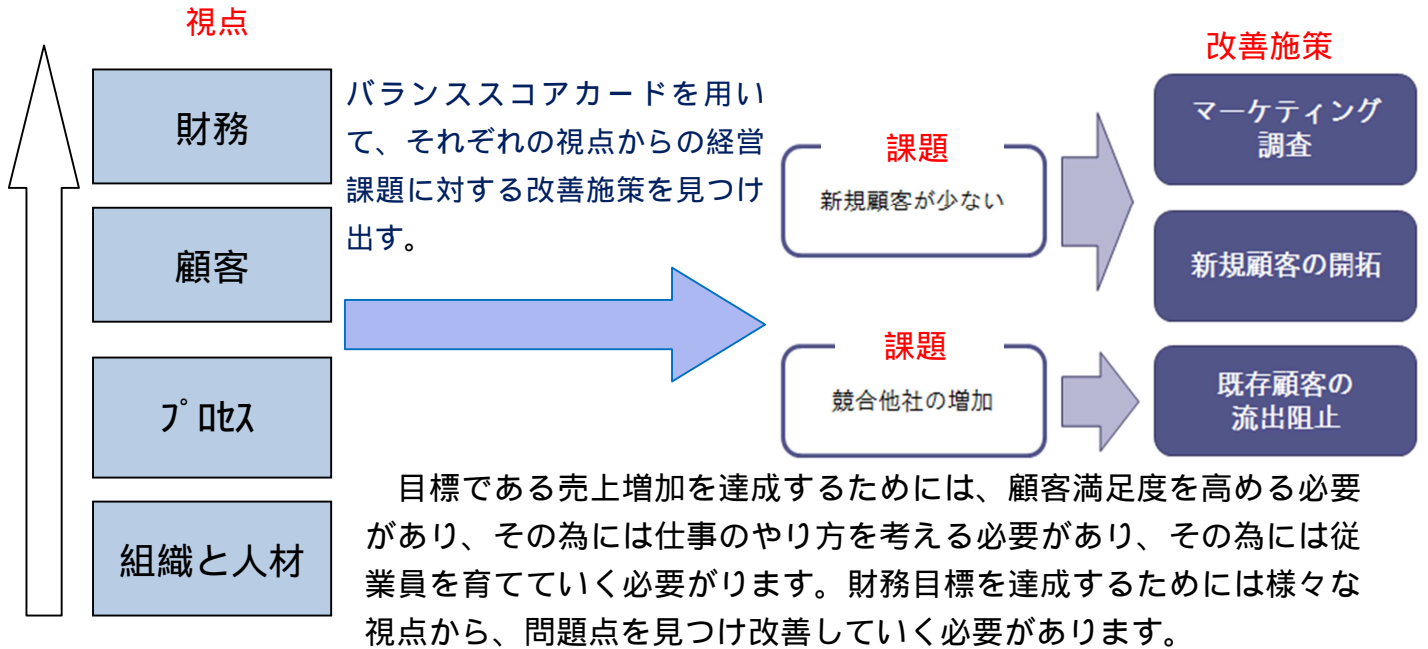 視点
財務
顧客
ﾌﾟﾛｾｽ
組織と人材
バランススコアカードを用い
て、それぞれの視点からの経営
課題に対する改善施策を見つけ
出す。
課題
新規顧客が少ない
課題
競合他社の増加
改善施策
マーケティング
調査
新規顧客の開拓
既存顧客の
流出阻止
目標である売上増加を達成するためには、顧客満足度を高める必要
があり、その為には仕事のやり方を考える必要があり、その為には従
業員を育てていく必要がります。財務目標を達成するためには様々な
視点から、問題点を見つけ改善していく必要があります。